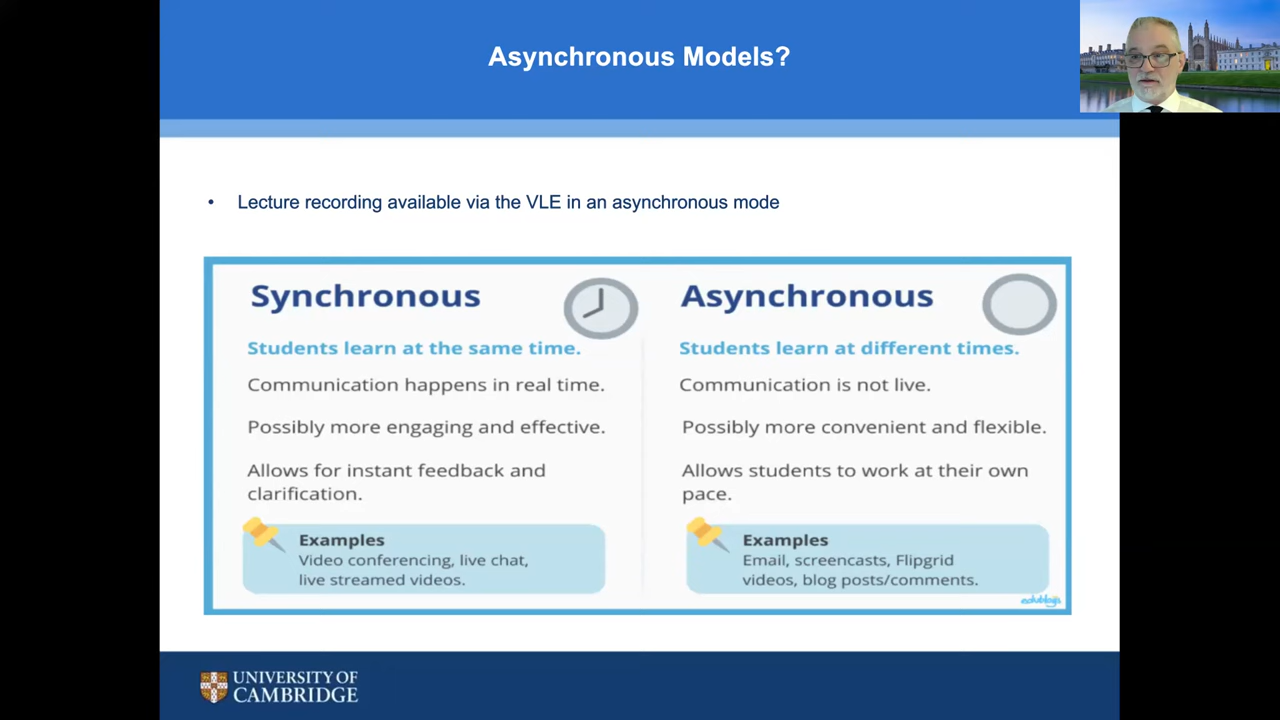 Asynchronous Models?
• Lecture recording available via the VLE in an asynchronous mode
Synchronous
Students learn at the same time.
Communication happens in real time.
Possibly more engaging and effective.
Allows for instant feedback and
clarification.
Examples
Video conferencing, live chat,
live streamed videos.
Asynchronous
Students learn at different times.
Communication is not live.
Possibly more convenient and flexible.
Allows students to work at their own
pace.
Examples
Email, screencasts, Flipgrid
videos, blog posts/comments.
edublogs
UNIVERSITY OF
CAMBRIDGE